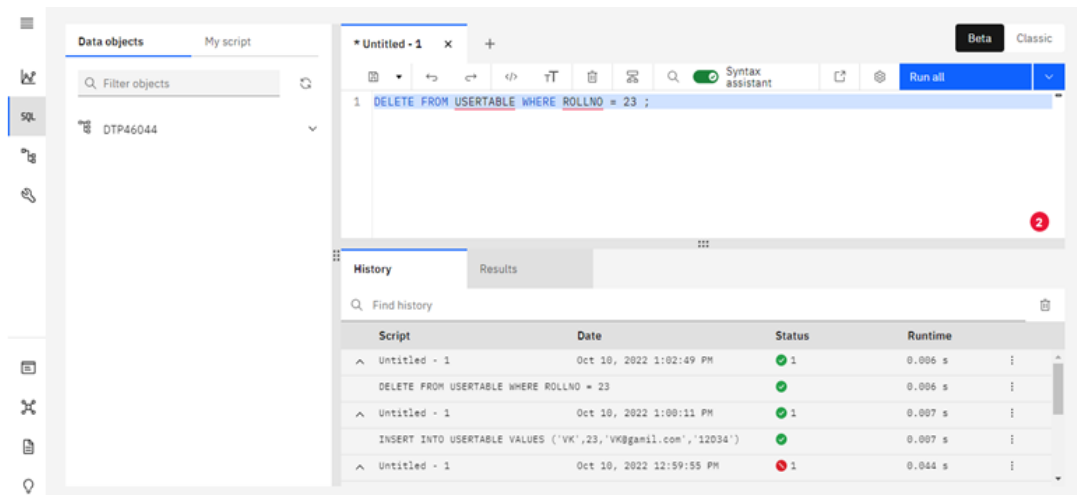 Data objects
My script
* Untitled - 1 × +
Beta
Classic
Filter objects
Syntax assistant
Run all
SQL
1 DELETE FROM USERTABLE WHERE ROLLNO = 23 ;
DTP46044
2
History
Results
Find history
Script Date Status Runtime
Untitled - 1 Oct 10, 2022 1:02:49 PM 1 0.006 s
DELETE FROM USERTABLE WHERE ROLLNO = 23 0.006 s
Untitled - 1 Oct 10, 2022 1:00:11 PM 1 0.007 s
INSERT INTO USERTABLE VALUES ('VK',23,'VK@gamil.com','12D34') 0.007 s
Untitled - 1 Oct 10, 2022 12:59:55 PM 1 0.044 s